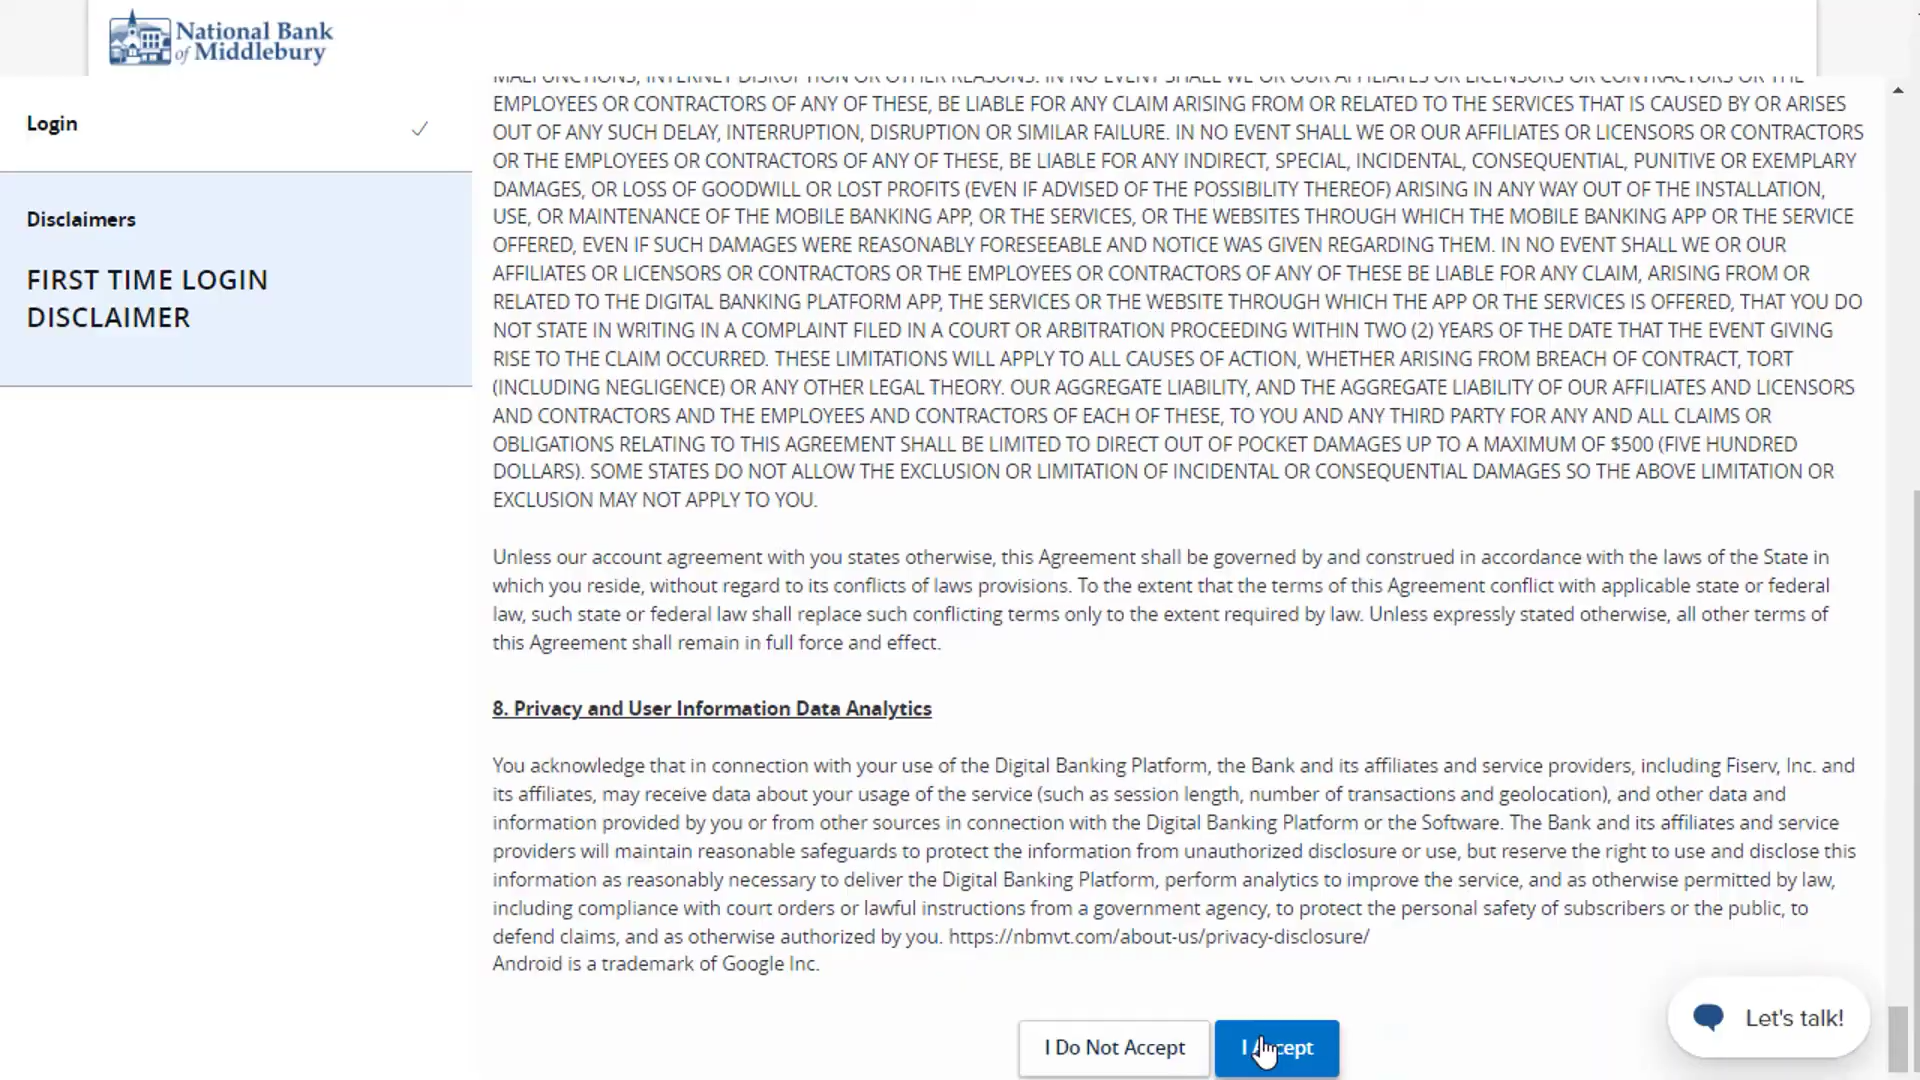 National Bank
of Middlebury
Login
Disclaimers
FIRST TIME LOGIN
DISCLAIMER
MALFUNCTIONS, INTERNET DISRUPTION OR OTHER REASONS. IN NO EVENT SHALL WE OR OUR AFFILIATES OR LICENSORS OR CONTRACTORS OR THE
EMPLOYEES OR CONTRACTORS OF ANY OF THESE, BE LIABLE FOR ANY CLAIM ARISING FROM OR RELATED TO THE SERVICES THAT IS CAUSED BY OR ARISES
OUT OF ANY SUCH DELAY, INTERRUPTION, DISRUPTION OR SIMILAR FAILURE. IN NO EVENT SHALL WE OR OUR AFFILIATES OR LICENSORS OR CONTRACTORS
OR THE EMPLOYEES OR CONTRACTORS OF ANY OF THESE, BE LIABLE FOR ANY INDIRECT, SPECIAL, INCIDENTAL, CONSEQUENTIAL, PUNITIVE OR EXEMPLARY
DAMAGES, OR LOSS OF GOODWILL OR LOST PROFITS (EVEN IF ADVISED OF THE POSSIBILITY THEREOF) ARISING IN ANY WAY OUT OF THE INSTALLATION,
USE, OR MAINTENANCE OF THE MOBILE BANKING APP, OR THE SERVICES, OR THE WEBSITES THROUGH WHICH THE MOBILE BANKING APP OR THE SERVICE
OFFERED, EVEN IF SUCH DAMAGES WERE REASONABLY FORESEEABLE AND NOTICE WAS GIVEN REGARDING THEM. IN NO EVENT SHALL WE OR OUR
AFFILIATES OR LICENSORS OR CONTRACTORS OR THE EMPLOYEES OR CONTRACTORS OF ANY OF THESE BE LIABLE FOR ANY CLAIM, ARISING FROM OR
RELATED TO THE DIGITAL BANKING PLATFORM APP, THE SERVICES OR THE WEBSITE THROUGH WHICH THE APP OR THE SERVICES IS OFFERED, THAT YOU DO
NOT STATE IN WRITING IN A COMPLAINT FILED IN A COURT OR ARBITRATION PROCEEDING WITHIN TWO (2) YEARS OF THE DATE THAT THE EVENT GIVING
RISE TO THE CLAIM OCCURRED. THESE LIMITATIONS WILL APPLY TO ALL CAUSES OF ACTION, WHETHER ARISING FROM BREACH OF CONTRACT, TORT
(INCLUDING NEGLIGENCE) OR ANY OTHER LEGAL THEORY. OUR AGGREGATE LIABILITY, AND THE AGGREGATE LIABILITY OF OUR AFFILIATES AND LICENSORS
AND CONTRACTORS AND THE EMPLOYEES AND CONTRACTORS OF EACH OF THESE, TO YOU AND ANY THIRD PARTY FOR ANY AND ALL CLAIMS OR
OBLIGATIONS RELATING TO THIS AGREEMENT SHALL BE LIMITED TO DIRECT OUT OF POCKET DAMAGES UP TO A MAXIMUM OF $500 (FIVE HUNDRED
DOLLARS). SOME STATES DO NOT ALLOW THE EXCLUSION OR LIMITATION OF INCIDENTAL OR CONSEQUENTIAL DAMAGES SO THE ABOVE LIMITATION OR
EXCLUSION MAY NOT APPLY TO YOU.
Unless our account agreement with you states otherwise, this Agreement shall be governed by and construed in accordance with the laws of the State in
which you reside, without regard to its conflicts of laws provisions. To the extent that the terms of this Agreement conflict with applicable state or federal
law, such state or federal law shall replace such conflicting terms only to the extent required by law. Unless expressly stated otherwise, all other terms of
this Agreement shall remain in full force and effect.
8. Privacy and User Information Data Analytics
You acknowledge that in connection with your use of the Digital Banking Platform, the Bank and its affiliates and service providers, including Fiserv, Inc. and
its affiliates, may receive data about your usage of the service (such as session length, number of transactions and geolocation), and other data and
information provided by you or from other sources in connection with the Digital Banking Platform or the Software. The Bank and its affiliates and service
providers will maintain reasonable safeguards to protect the information from unauthorized disclosure or use, but reserve the right to use and disclose this
information as reasonably necessary to deliver the Digital Banking Platform, perform analytics to improve the service, and as otherwise permitted by law,
including compliance with court orders or lawful instructions from a government agency, to protect the personal safety of subscribers or the public, to
defend claims, and as otherwise authorized by you. https://nbmvt.com/about-us/privacy-disclosure/
Android is a trademark of Google Inc.
I Do Not Accept
I Accept
Let's talk!